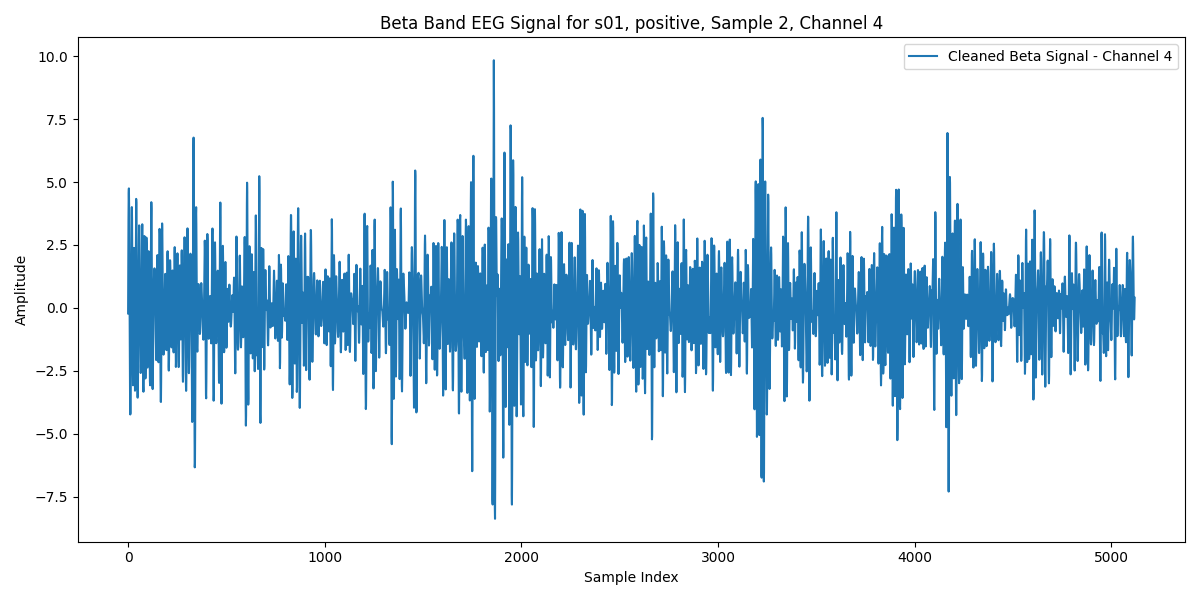 Beta Band EEG Signal for s01, positive, Sample 2, Channel 4
Cleaned Beta Signal - Channel 4
Amplitude
10.0
7.5
5.0
2.5
0.0
−2.5
−5.0
−7.5
0 1000 2000 3000 4000 5000
Sample Index